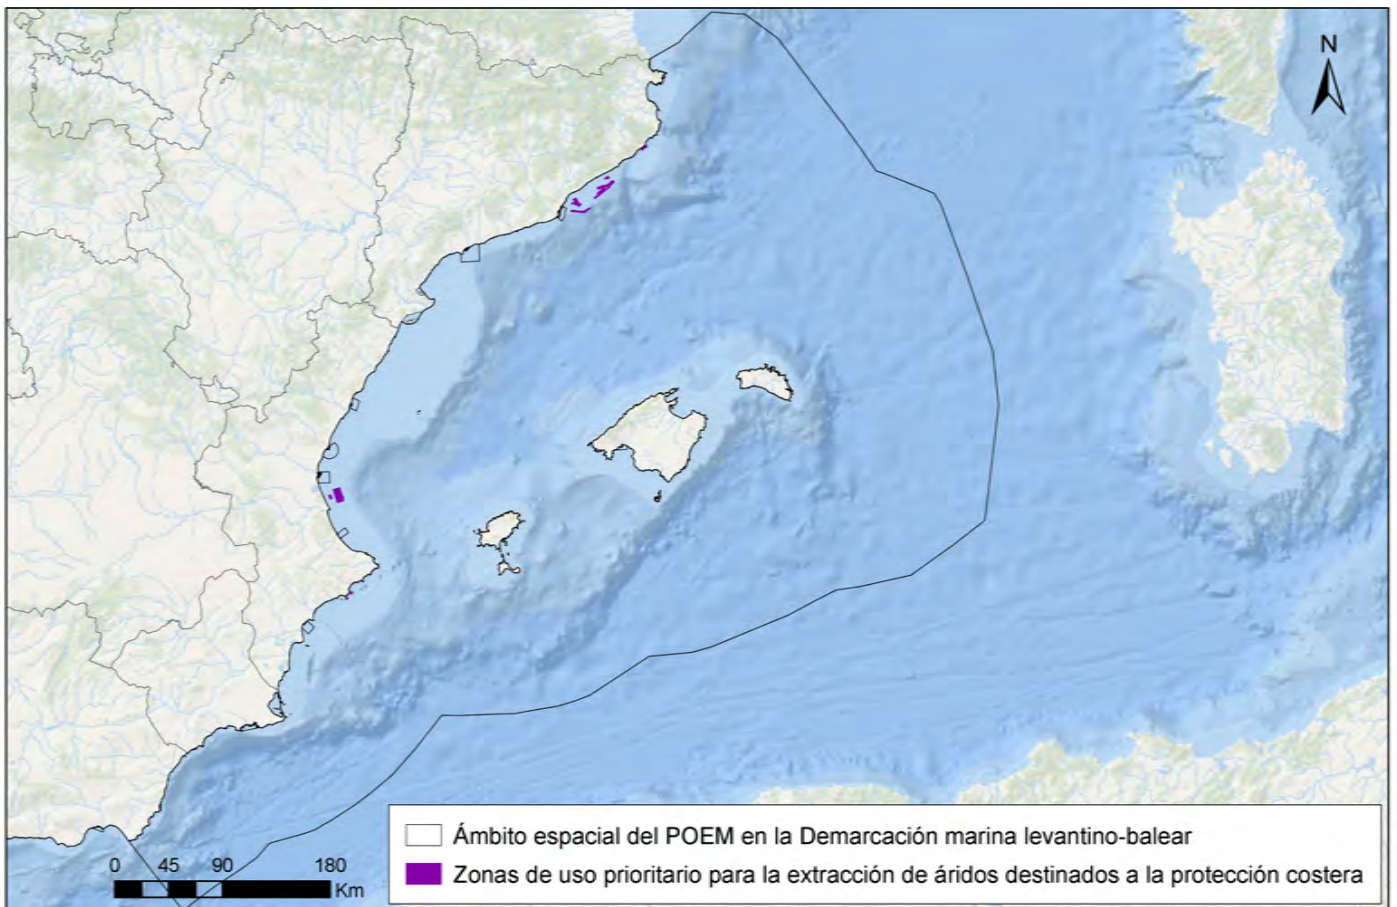 N
Ámbito espacial del POEM en la Demarcación marina levantino-balear
Zonas de uso prioritario para la extracción de áridos destinados a la protección costera
0 45 90 180
Km